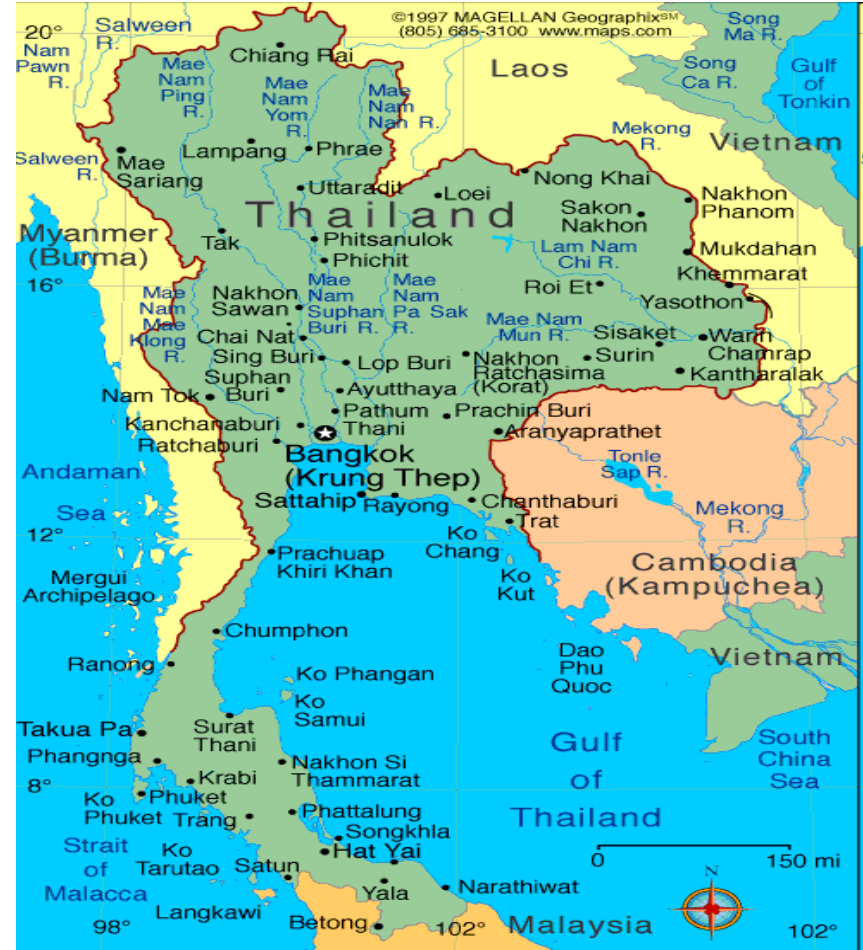 ©1997 MAGELLAN Geographix℠
(805) 685-3100 www.maps.com
20°
Salween
R.
Nam
Pawn
R.
Chiang Rai
Mae
Nam
Ping
R.
Mae
Nam
Yom
R.
Mae
Nam
Nan R.
Laos
Song
Ma R.
Song
Ca R.
Gulf
of
Tonkin
Mekong
R.
Vietnam
Salween
R.
Mae
Sariang
Lampang
Phrae
Uttaradit
Loei
Nong Khai
Nakhon
Phanom
Sakon
Nakhon
Thailand
Myanmer
(Burma)
Tak
Phitsanulok
Phichit
Lam Nam
Chi R.
Mukdahan
Khemmarat
16°
Mae
Nam
Mae
Klong
R.
Nakhon
Sawan
Mae
Nam
Suphan
Buri R.
Mae
Nam
Pa Sak
R.
Roi Et
Yasothon
Mae Nam
Mun R.
Chai Nat
Sing Buri
Lop Buri
Nakhon
Ratchasima
(Korat)
Surin
Sisaket
Warin
Chamrap
Kantharalak
Suphan
Buri
Nam Tok
Ayutthaya
Pathum
Thani
Prachin Buri
Kanchanaburi
Ratchaburi
Aranyaprathet
Bangkok
(Krung Thep)
Tonle
Sap R.
Andaman
Sea
Sattahip
Rayong
Chanthaburi
Trat
Mekong
R.
12°
Ko
Chang
Prachuap
Khiri Khan
Ko
Kut
Cambodia
(Kampuchea)
Mergui
Archipelago
Chumphon
Ranong
Ko Phangan
Dao
Phu
Quoc
Vietnam
Ko
Samui
Takua Pa
Surat
Thani
Gulf
of
Thailand
South
China
Sea
Phangnga
Nakhon Si
Thammarat
8°
Krabi
Ko
Phuket
Phuket
Trang
Phattalung
Songkhla
Hat Yai
Strait
of
Malacca
Ko
Tarutao
Satun
0
150 mi
Yala
Narathiwat
N
Langkawi
Betong
98°
102°
Malaysia
102°